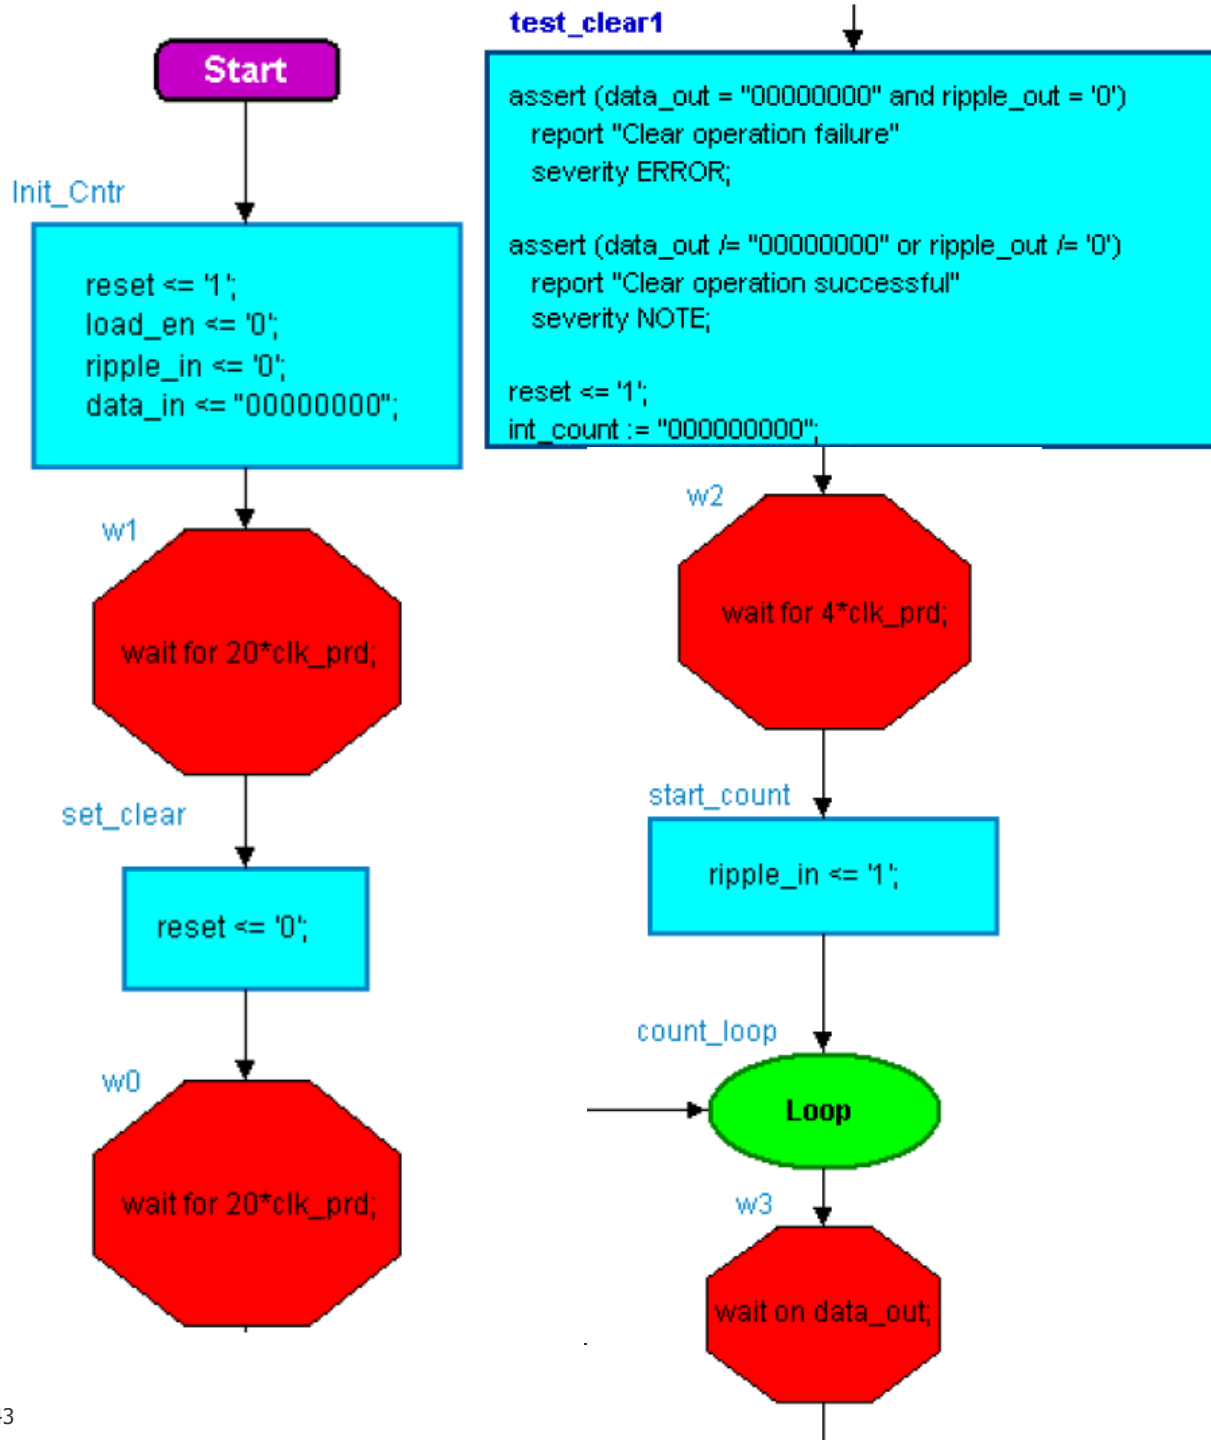 Start
Init_Cntr
reset <= '1';
load_en <= '0';
ripple_in <= '0';
data_in <= "00000000";
w1
wait for 20*clk_prd;
set_clear
reset <= '0';
w0
wait for 20*clk_prd;
test_clear1
assert (data_out = "00000000" and ripple_out = '0')
report "Clear operation failure"
severity ERROR;
assert (data_out /= "00000000" or ripple_out /= '0')
report "Clear operation successful"
severity NOTE;
reset <= '1';
int_count := "000000000";
w2
wait for 4*clk_prd;
start_count
ripple_in <= '1';
count_loop
Loop
w3
wait on data_out;